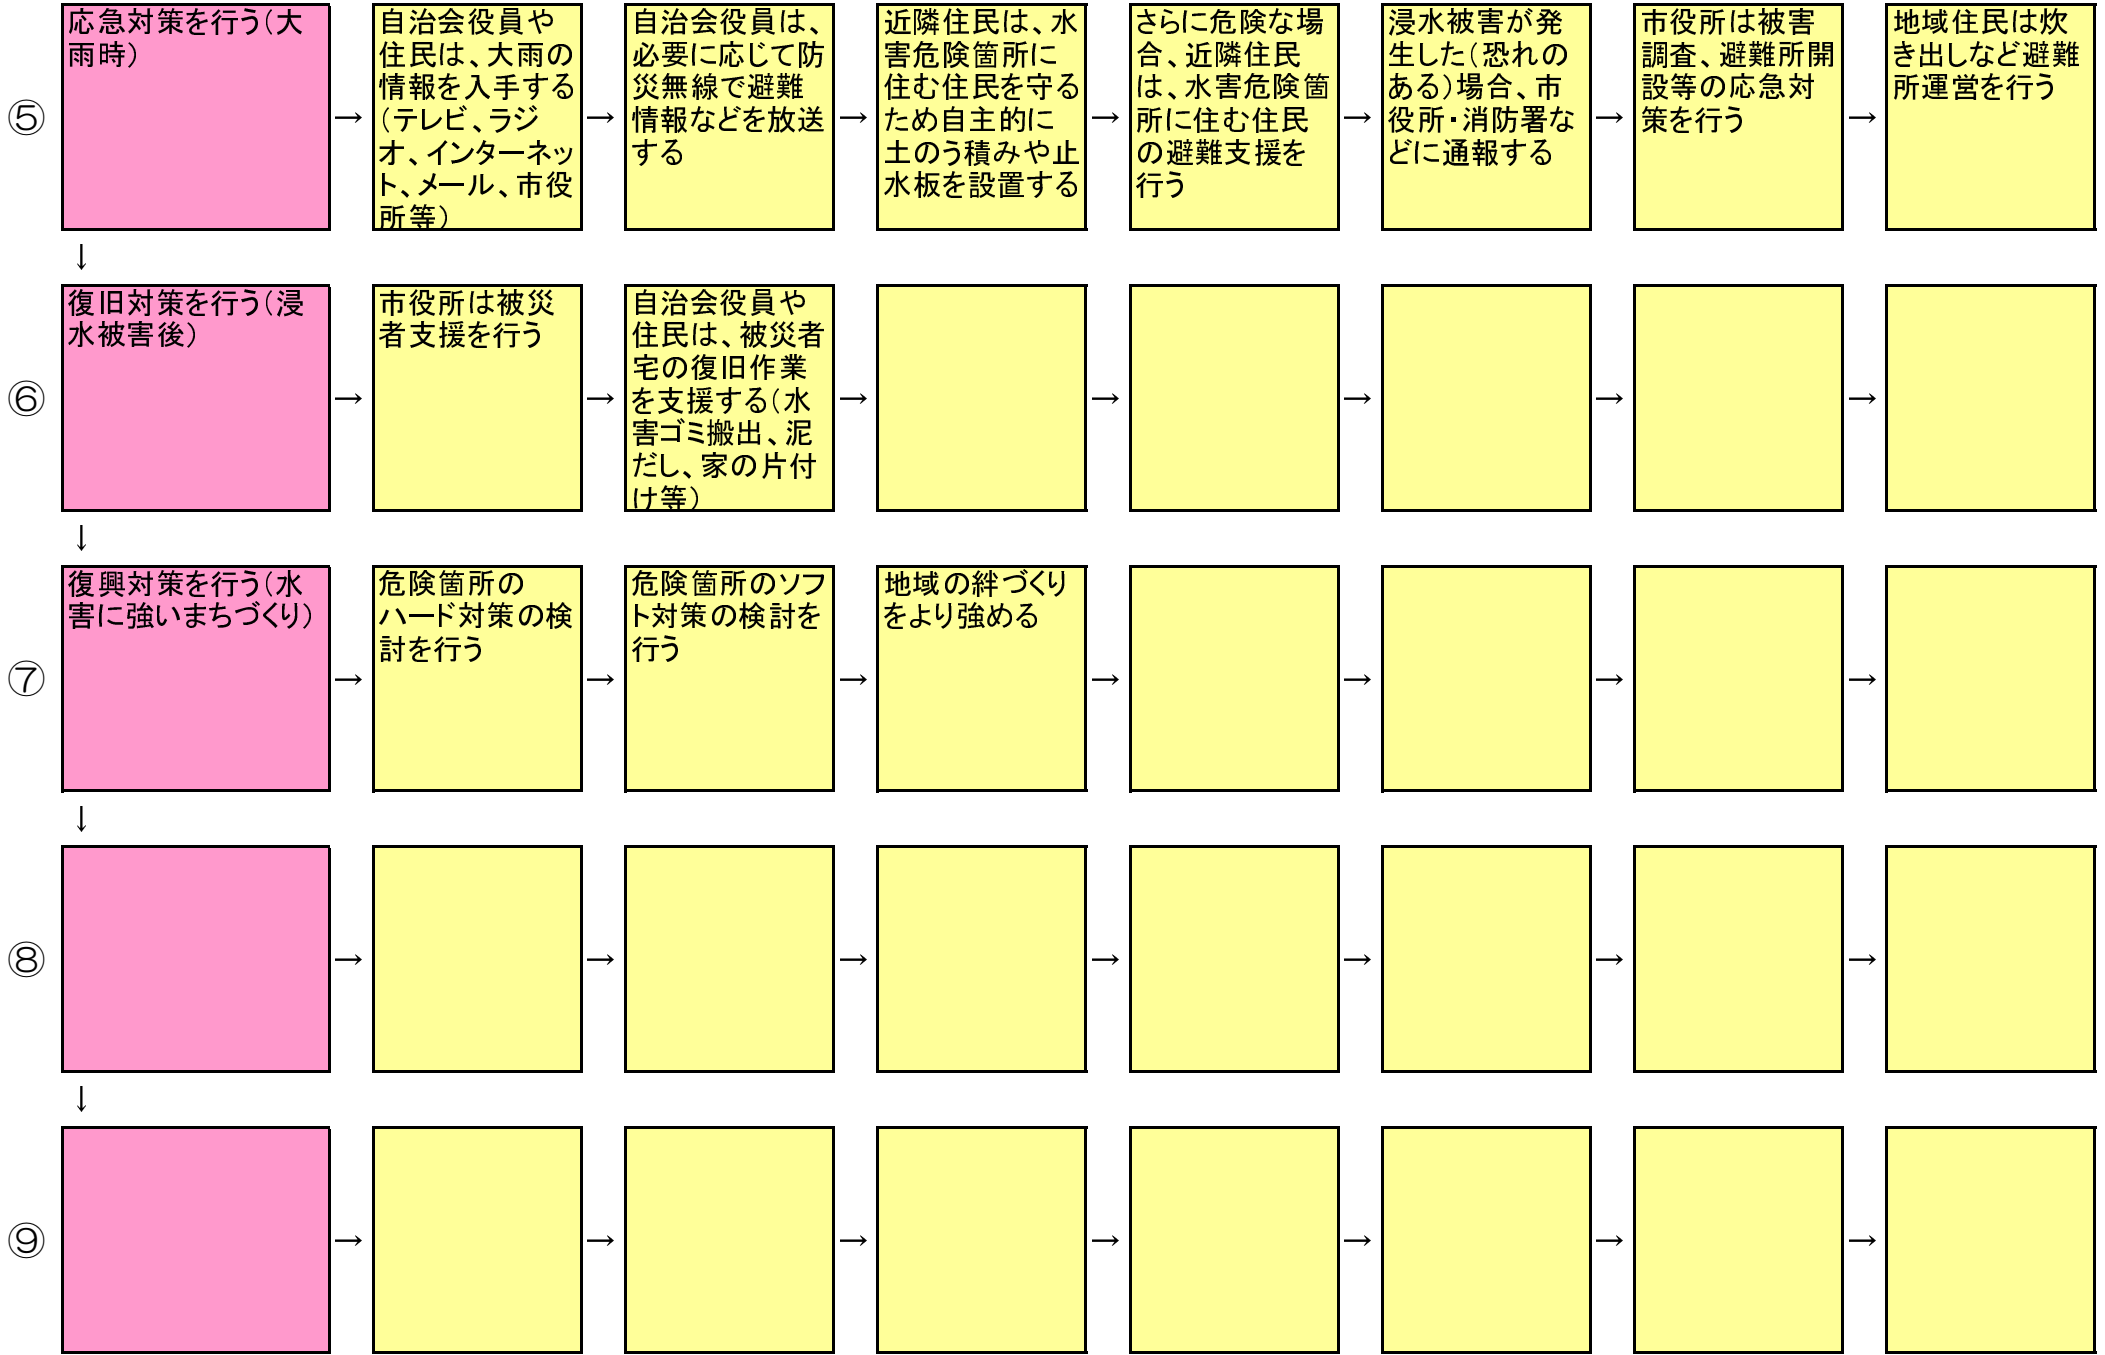 ⑤
応急対策を行う（大
雨時）
→
自治会役員や
住民は、大雨の
情報を入手する
（テレビ、ラジ
オ、インターネッ
ト、メール、市役
所等）
→
自治会役員は、
必要に応じて防
災無線で避難
情報などを放送
する
→
近隣住民は、水
害危険箇所に
住む住民を守る
ため自主的に
土のう積みや止
水板を設置する
→
さらに危険な場
合、近隣住民
は、水害危険箇
所に住む住民
の避難支援を
行う
→
浸水被害が発
生した（恐れの
ある）場合、市
役所・消防署な
どに通報する
→
市役所は被害
調査、避難所開
設等の応急対
策を行う
→
地域住民は炊
き出しなど避難
所運営を行う
↓
⑥
復旧対策を行う（浸
水被害後）
→
市役所は被災
者支援を行う
→
自治会役員や
住民は、被災者
宅の復旧作業
を支援する（水
害ゴミ搬出、泥
だし、家の片付
け等）
→
→
→
→
→
↓
⑦
復興対策を行う（水
害に強いまちづくり）
→
危険箇所の
ハード対策の検
討を行う
→
危険箇所のソフ
ト対策の検討を
行う
→
地域の絆づくり
をより強める
→
→
→
→
↓
⑧
→
→
→
→
→
→
→
↓
⑨
→
→
→
→
→
→
→